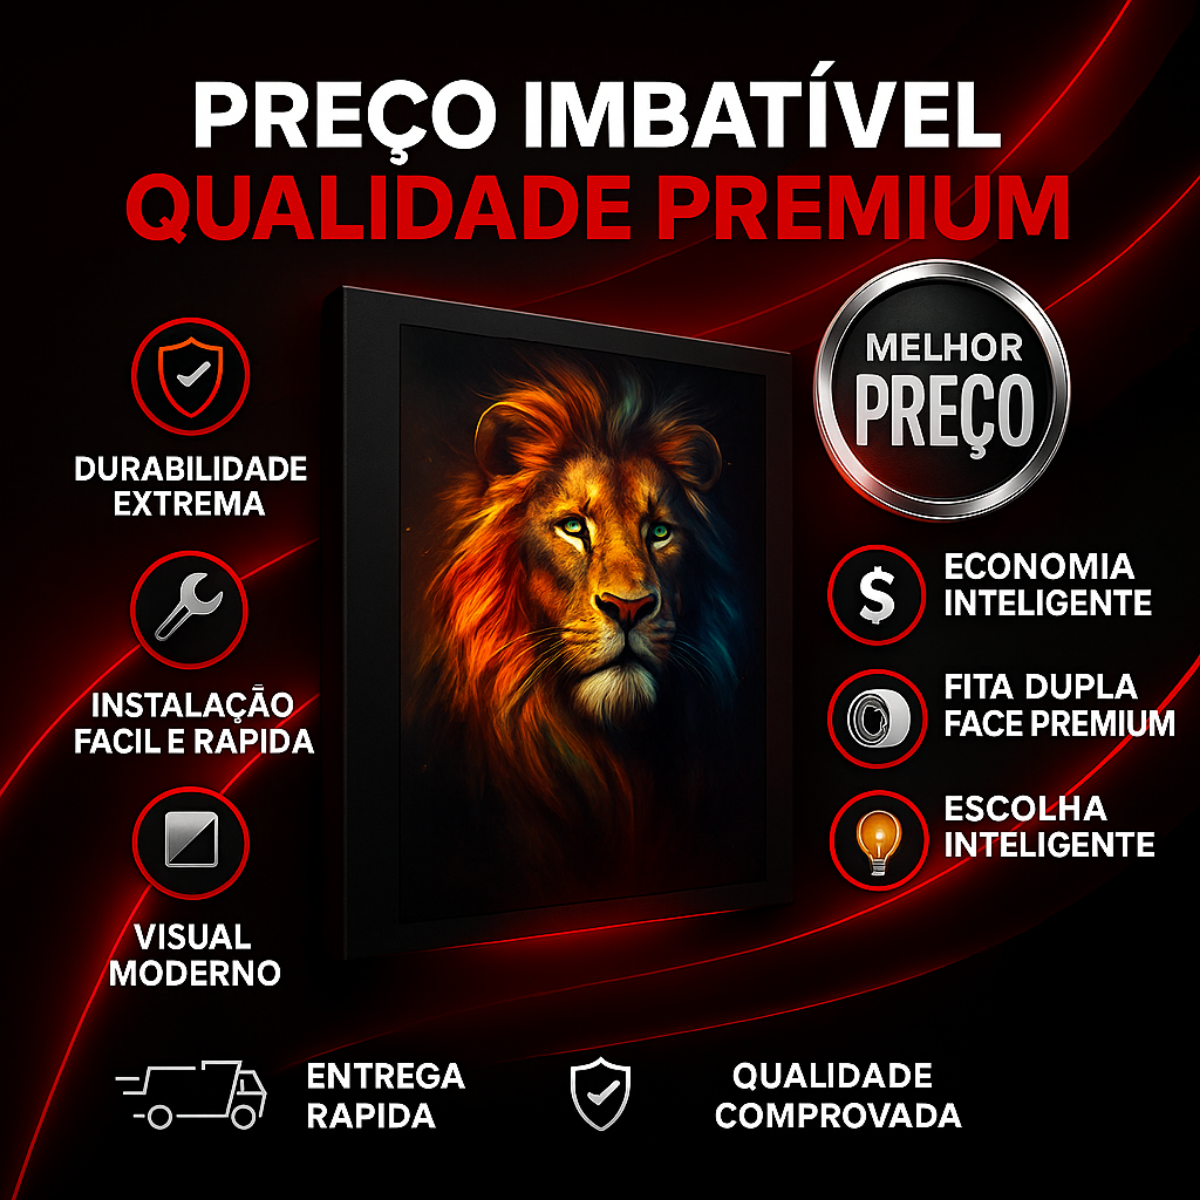 PREÇO IMBATÍVEL
QUALIDADE PREMIUM
MELHOR
PREÇO
DURABILIDADE
EXTREMA
INSTALAÇÃO
FACIL E RAPIDA
VISUAL
MODERNO
$
ECONOMIA
INTELIGENTE
FITA DUPLA
FACE PREMIUM
ESCOLHA
INTELIGENTE
ENTREGA
RAPIDA
QUALIDADE
COMPROVADA